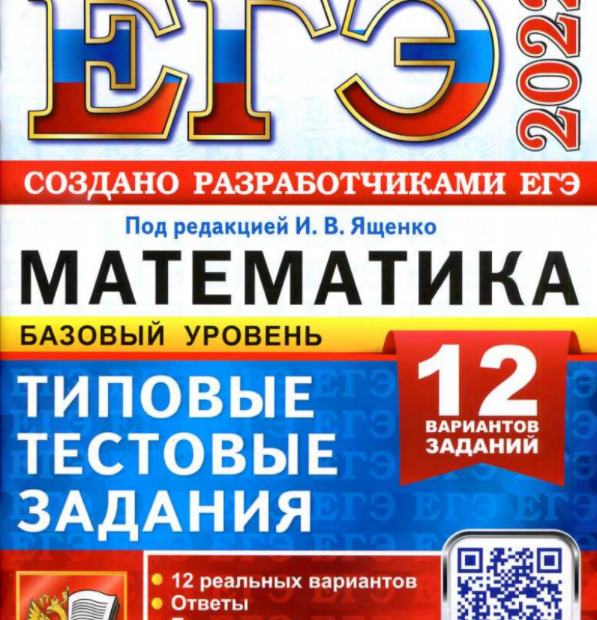 ЕГЭ
СОЗДАНО РАЗРАБОТЧИКАМИ ЕГЭ
Под редакцией И. В. Ященко
МАТЕМАТИКА
БАЗОВЫЙ УРОВЕНЬ
12
ВАРИАНТОВ
ЗАДАНИЙ
ТИПОВЫЕ
ТЕСТОВЫЕ
ЗАДАНИЯ
• 12 реальных вариантов
• Ответы